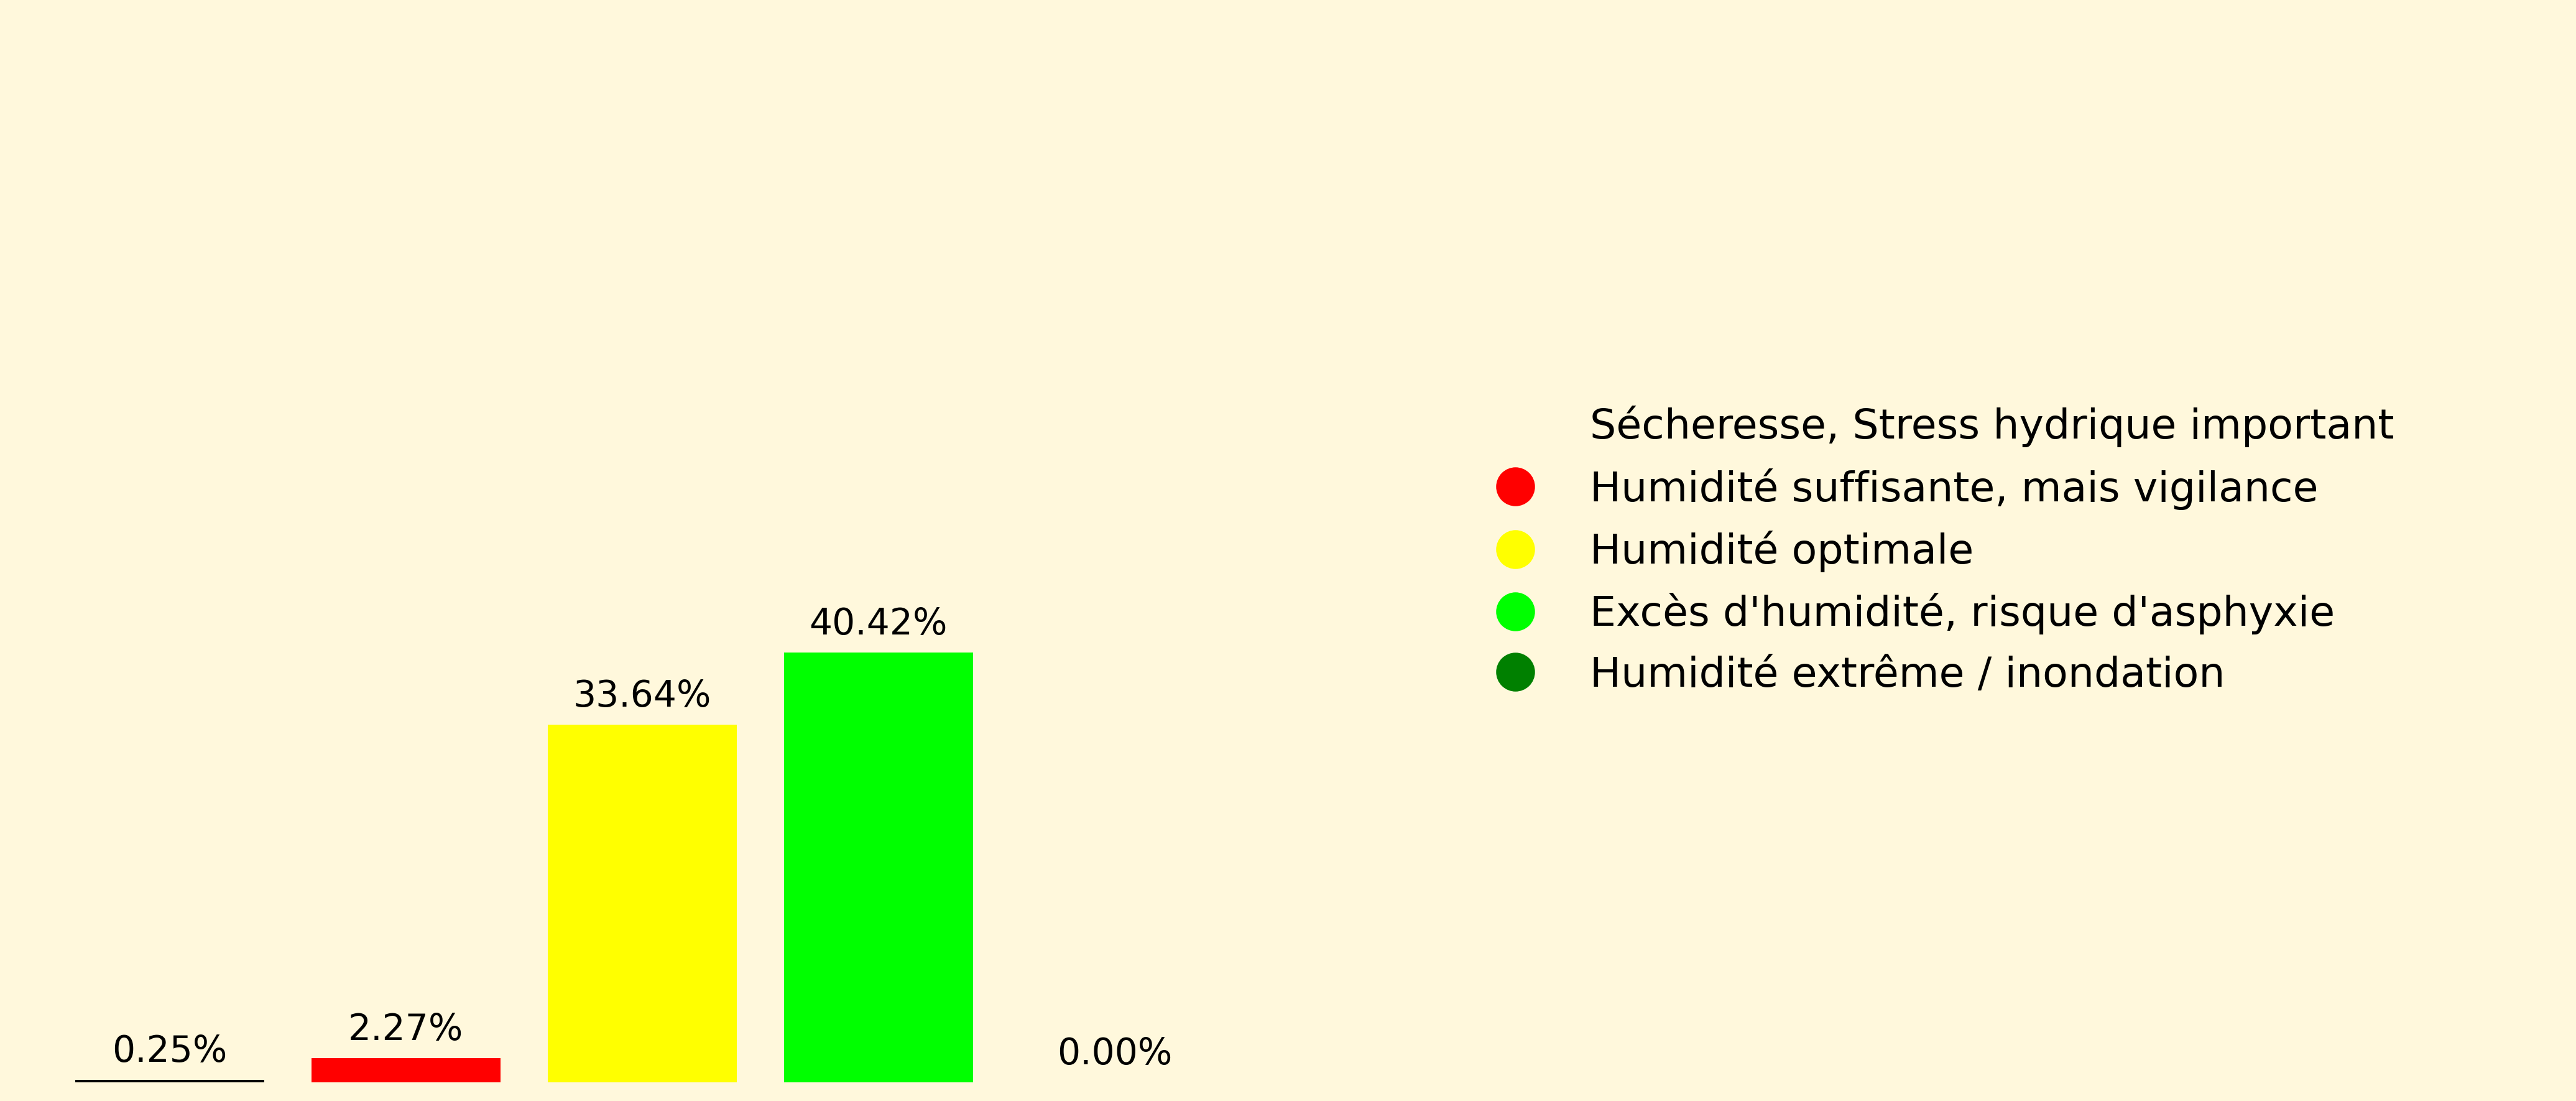 0.25%
2.27%
33.64%
40.42%
0.00%
Sécheresse, Stress hydrique important
Humidité suffisante, mais vigilance
Humidité optimale
Excès d'humidité, risque d'asphyxie
Humidité extrême / inondation